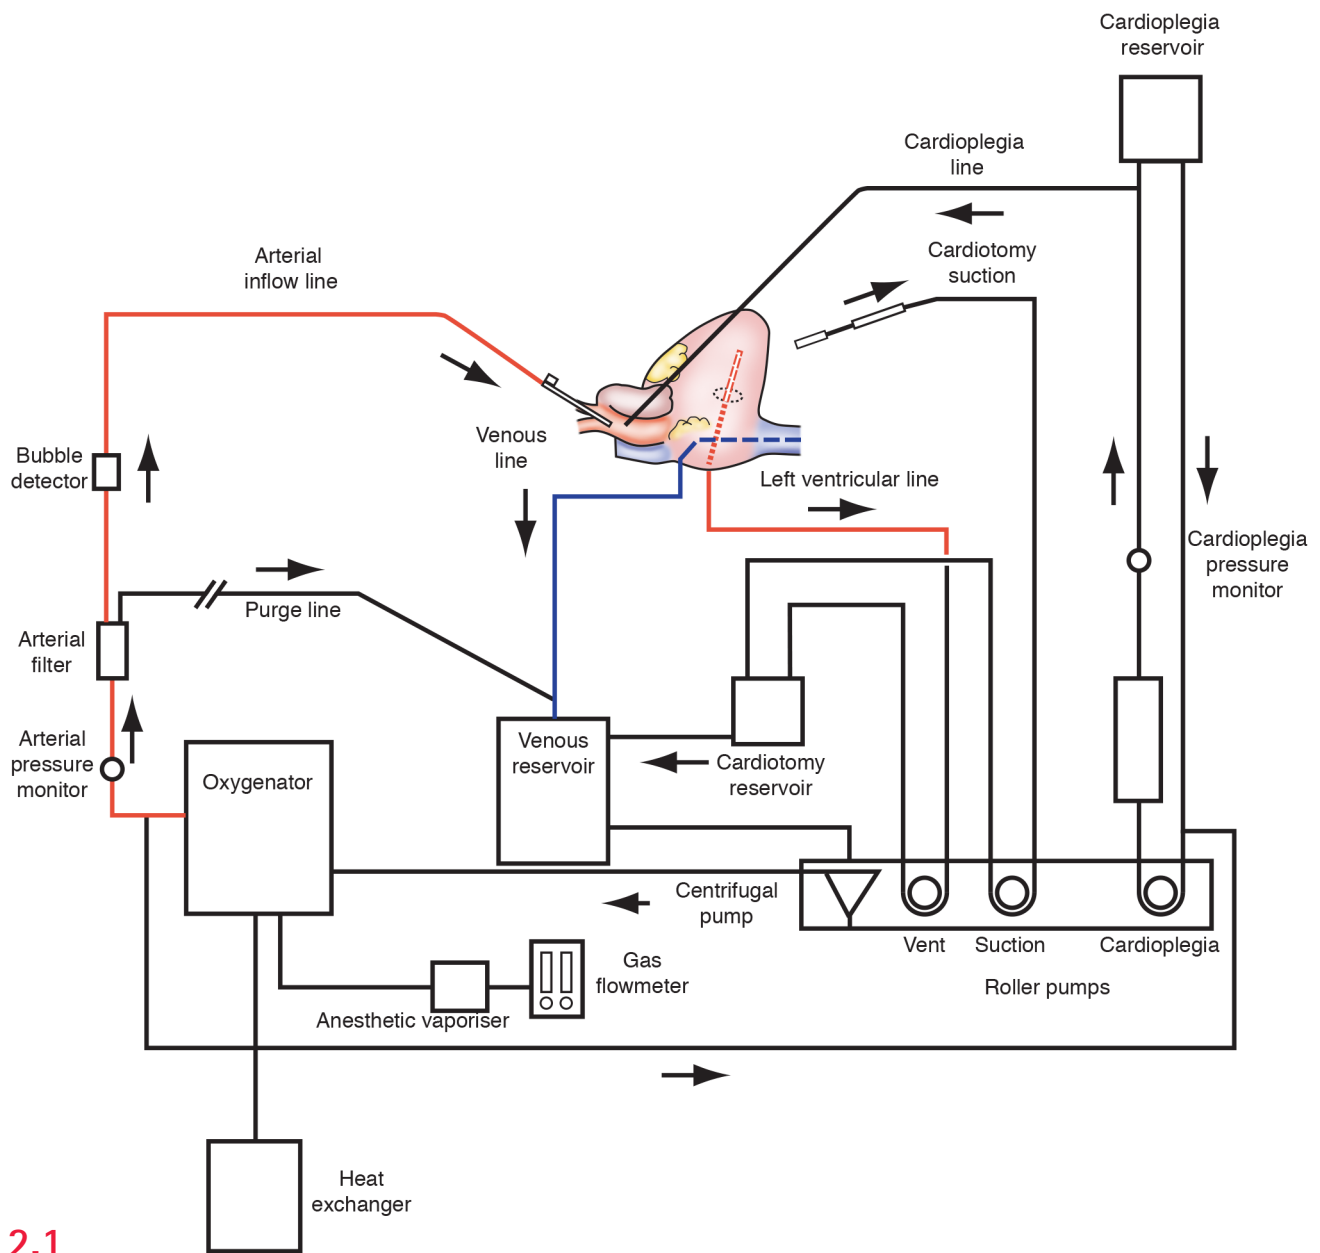 Cardioplegia
reservoir
Cardioplegia
line
Cardiotomy
suction
Arterial
inflow line
Venous
line
Bubble
detector
Left ventricular line
Cardioplegia
pressure
monitor
Purge line
Arterial
filter
Arterial
pressure
monitor
Oxygenator
Venous
reservoir
Cardiotomy
reservoir
Centrifugal
pump
Vent
Suction
Cardioplegia
Roller pumps
Gas
flowmeter
Anesthetic vaporiser
Heat
exchanger
2.1